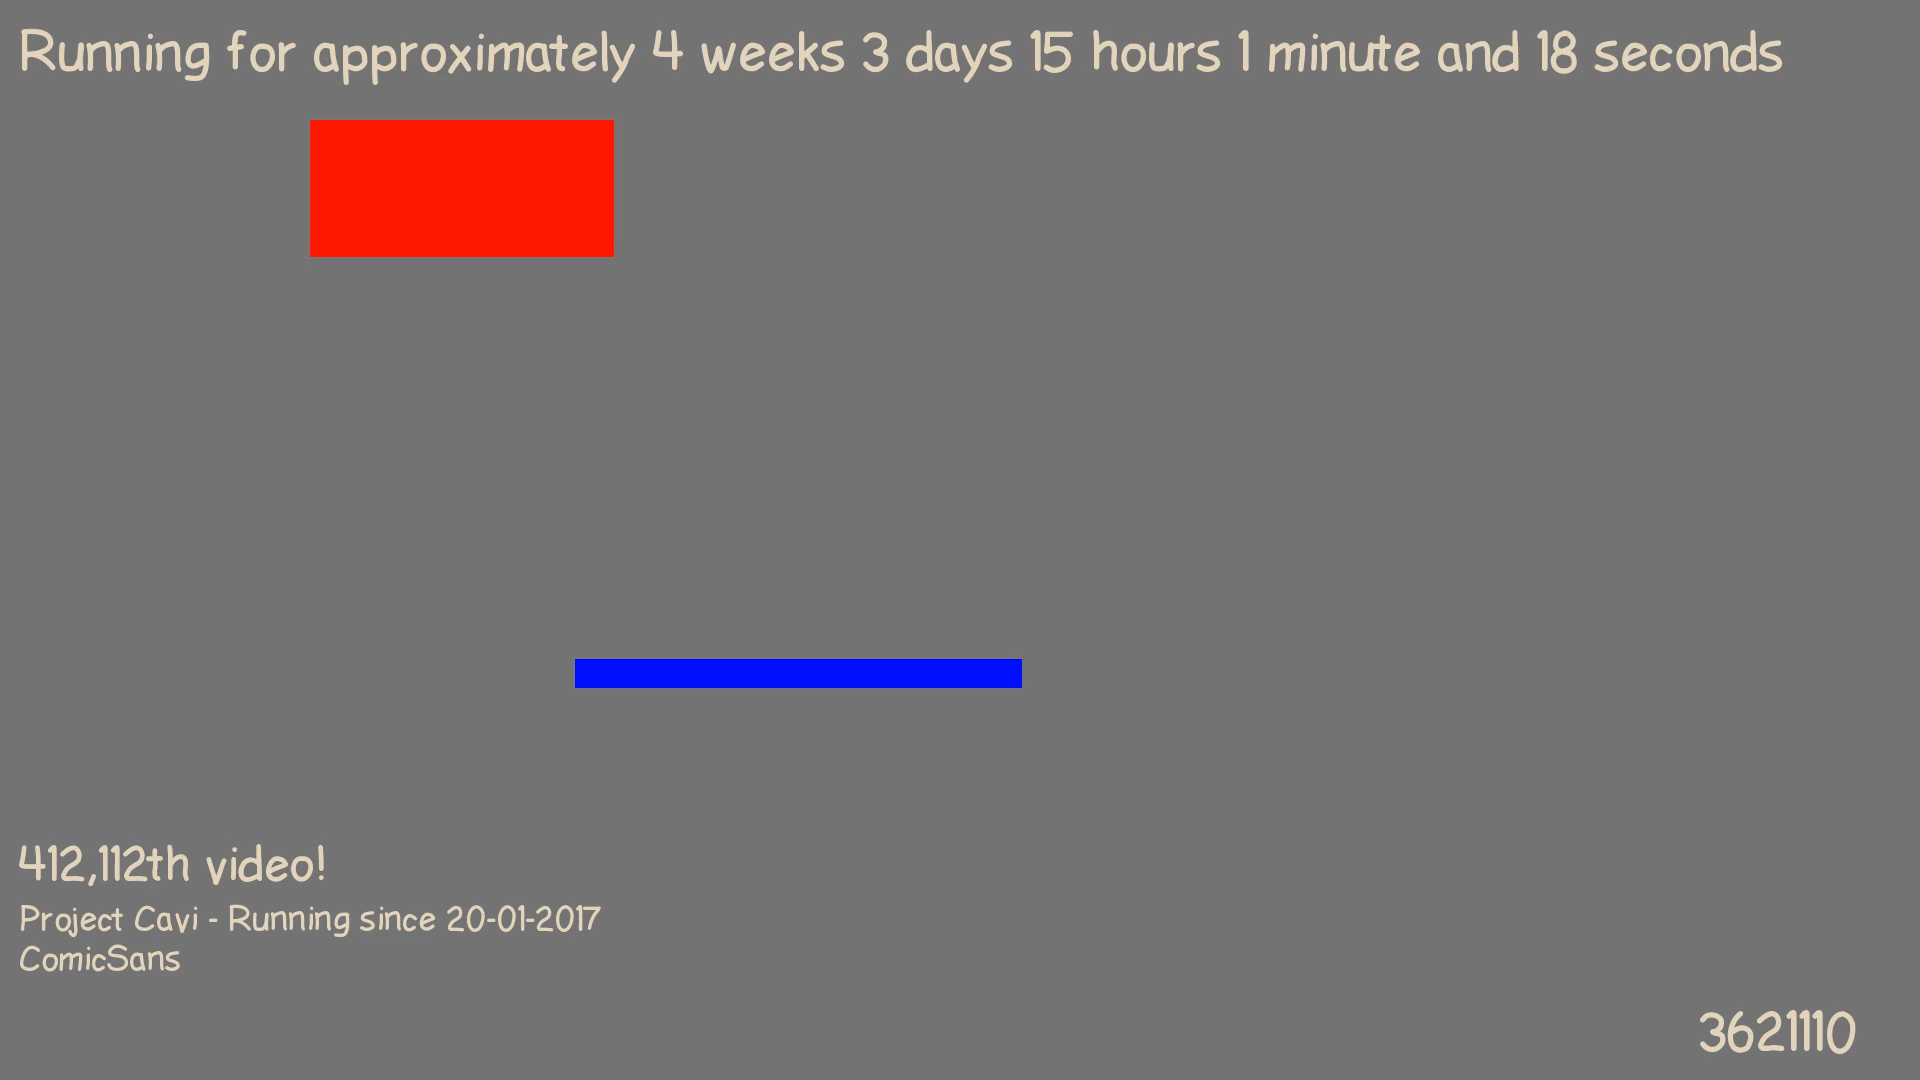 Running for approximately 4 weeks 3 days 15 hours 1 minute and 18 seconds
412,112th video!
Project Cavi - Running since 20-01-2017
ComicSans
3621110